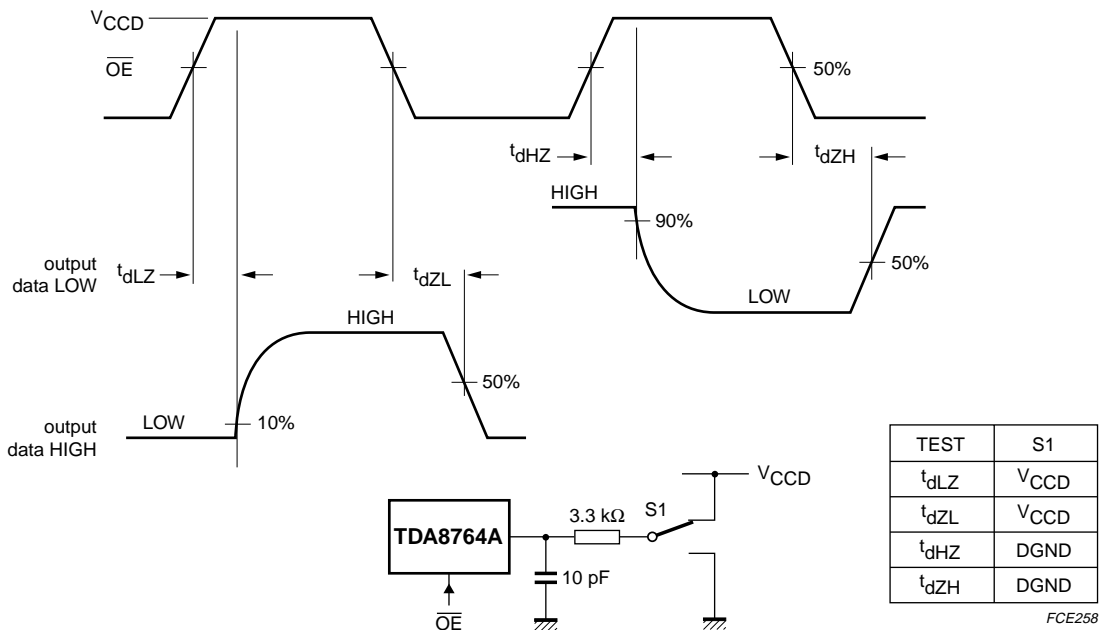 VCCD
OE
50%
tdHZ
tdZH
HIGH
90%
output
data LOW
tdLZ
tdZL
50%
LOW
HIGH
50%
output
data HIGH
LOW
10%
TEST S1
tdLZ VCCD
tdZL VCCD
tdHZ DGND
tdZH DGND
VCCD
S1
3.3 kΩ
TDA8764A
10 pF
OE
FCE258